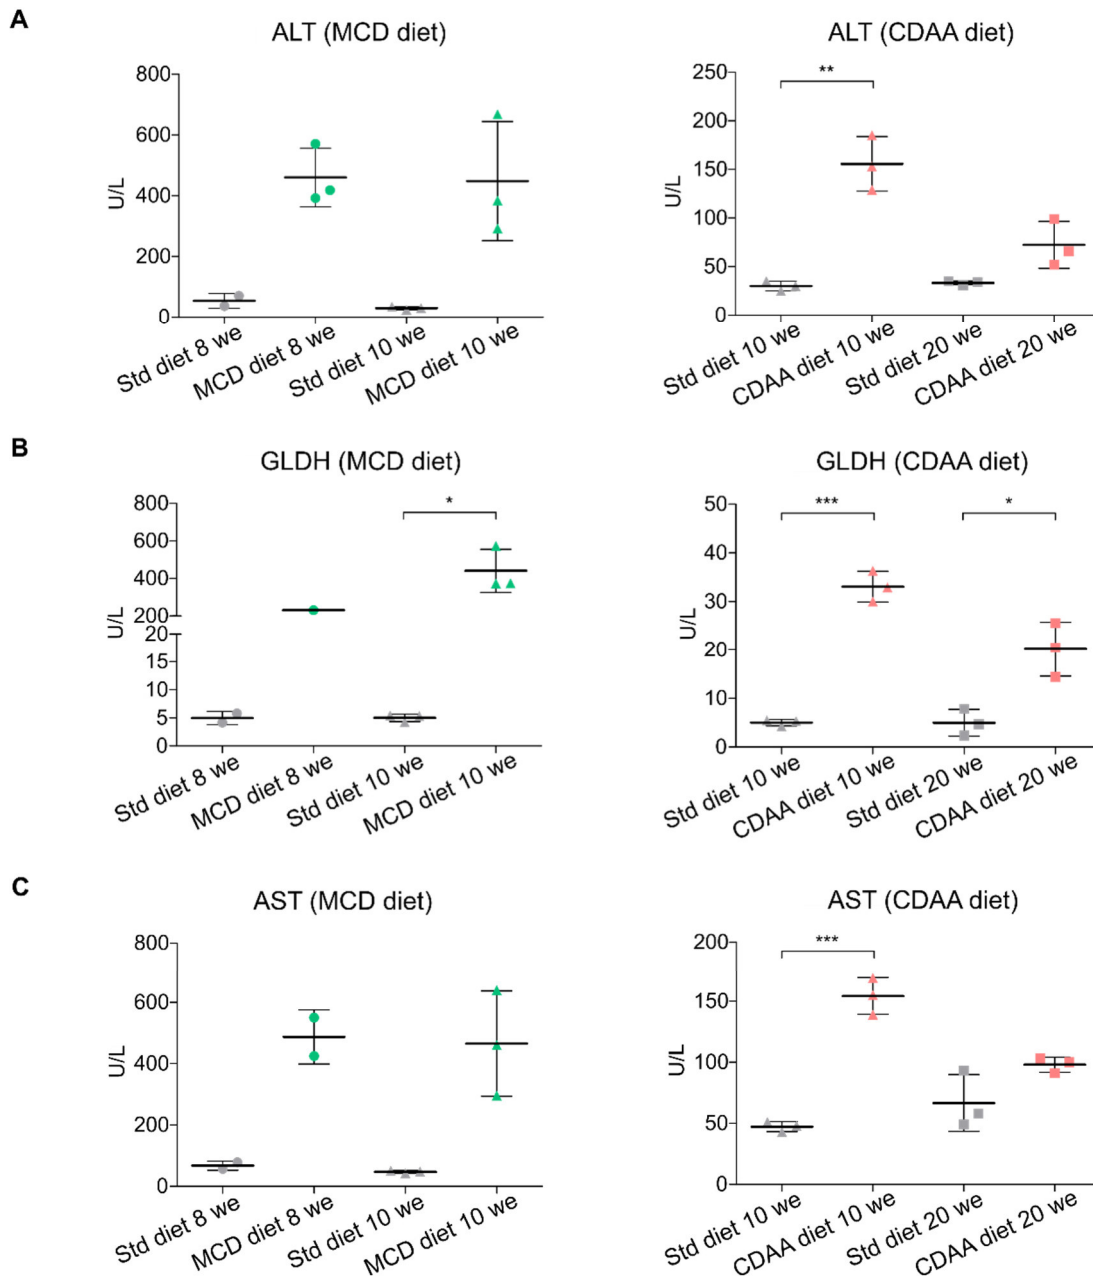 A
ALT (MCD diet)
800
600
400
200
0
U/L
Std diet 8 we
MCD diet 8 we
Std diet 10 we
MCD diet 10 we
ALT (CDAA diet)
250
200
150
100
50
0
U/L
**
Std diet 10 we
CDAA diet 10 we
Std diet 20 we
CDAA diet 20 we
B
GLDH (MCD diet)
800
600
400
200
20
15
10
5
0
U/L
*
Std diet 8 we
MCD diet 8 we
Std diet 10 we
MCD diet 10 we
GLDH (CDAA diet)
50
40
30
20
10
0
U/L
***
*
Std diet 10 we
CDAA diet 10 we
Std diet 20 we
CDAA diet 20 we
C
AST (MCD diet)
800
600
400
200
0
U/L
Std diet 8 we
MCD diet 8 we
Std diet 10 we
MCD diet 10 we
AST (CDAA diet)
200
150
100
50
0
U/L
***
Std diet 10 we
CDAA diet 10 we
Std diet 20 we
CDAA diet 20 we